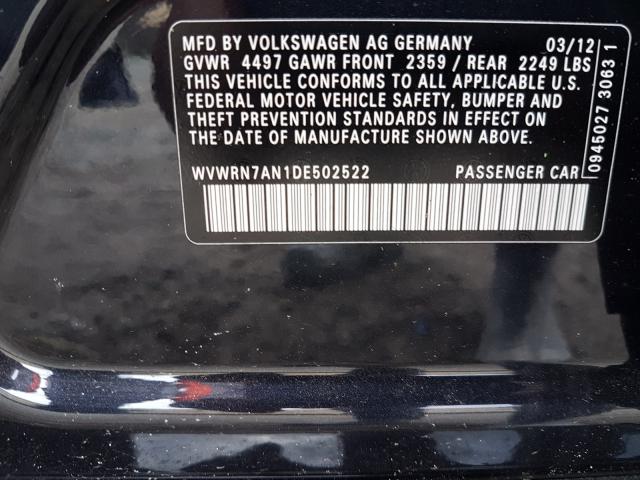 MFD BY VOLKSWAGEN AG GERMANY 03/12
GVWR 4497 GAWR FRONT 2359 / REAR 2249 LBS
THIS VEHICLE CONFORMS TO ALL APPLICABLE U.S.
FEDERAL MOTOR VEHICLE SAFETY, BUMPER AND
THEFT PREVENTION STANDARDS IN EFFECT ON
THE DATE OF MANUFACTURE SHOWN ABOVE.
WVWRN7AN1DE502522 PASSENGER CAR
0945027 3063 1